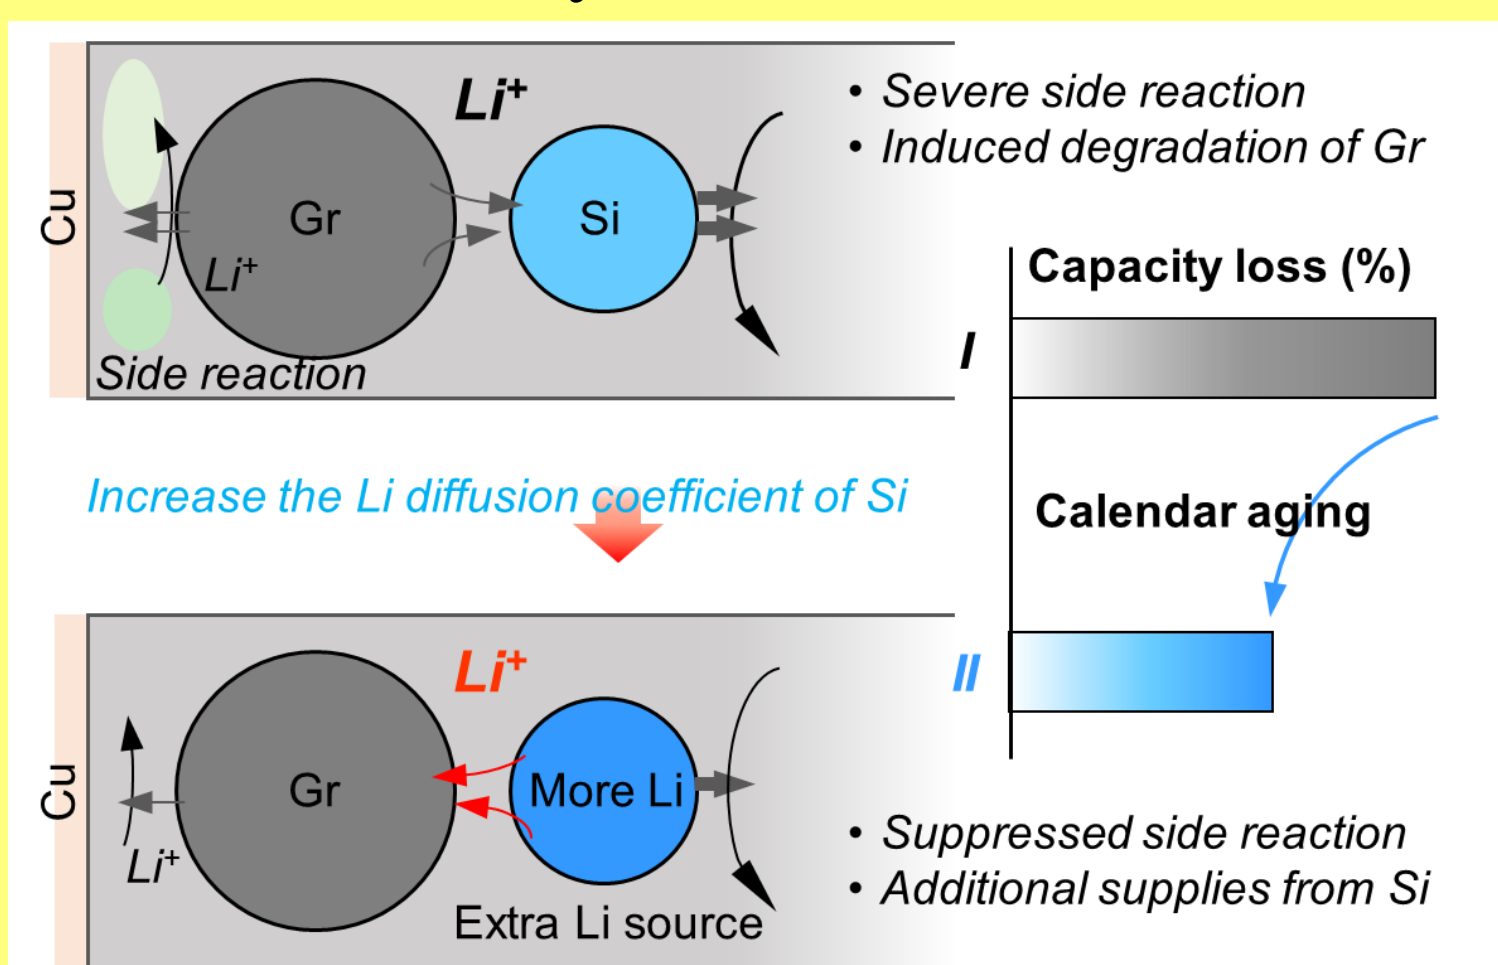 Li⁺
• Severe side reaction
• Induced degradation of Gr
Cu
Gr
Si
Li⁺
Side reaction
Capacity loss (%)
I
Increase the Li diffusion coefficient of Si
Calendar aging
Li⁺
II
Cu
Gr
More Li
Li⁺
Extra Li source
• Suppressed side reaction
• Additional supplies from Si